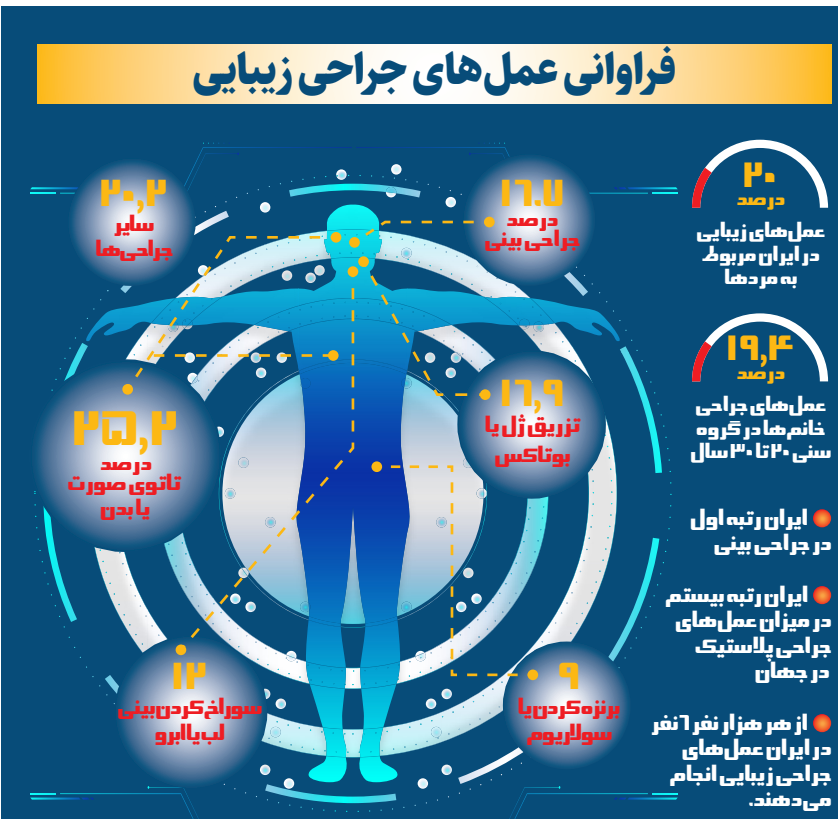 فراوانی عمل‌های جراحی زیبایی
۲۰
درصد
عمل‌های زیبایی
در ایران مربوط
به مردها
۱۹,۴
درصد
عمل‌های جراحی
خانم‌ها در گروه
سنی ۲۰ تا ۳۰ سال
ایران رتبه اول
در جراحی بینی
ایران رتبه بیستم
در میزان عمل‌های
جراحی پلاستیک
در جهان
از هر هزار نفر ۶ نفر
در ایران عمل‌های
جراحی زیبایی انجام
می‌دهند.
۱۶.۷
درصد
جراحی بینی
۲۰,۲
سایر
جراحی‌ها
۱۶,۹
تزریق ژل یا
بوتاکس
۲۵,۲
درصد
تاتوی صورت
یا بدن
۹
برنزه کردن یا
سولاریوم
۱۲
سوراخ کردن بینی
لب یا ابرو